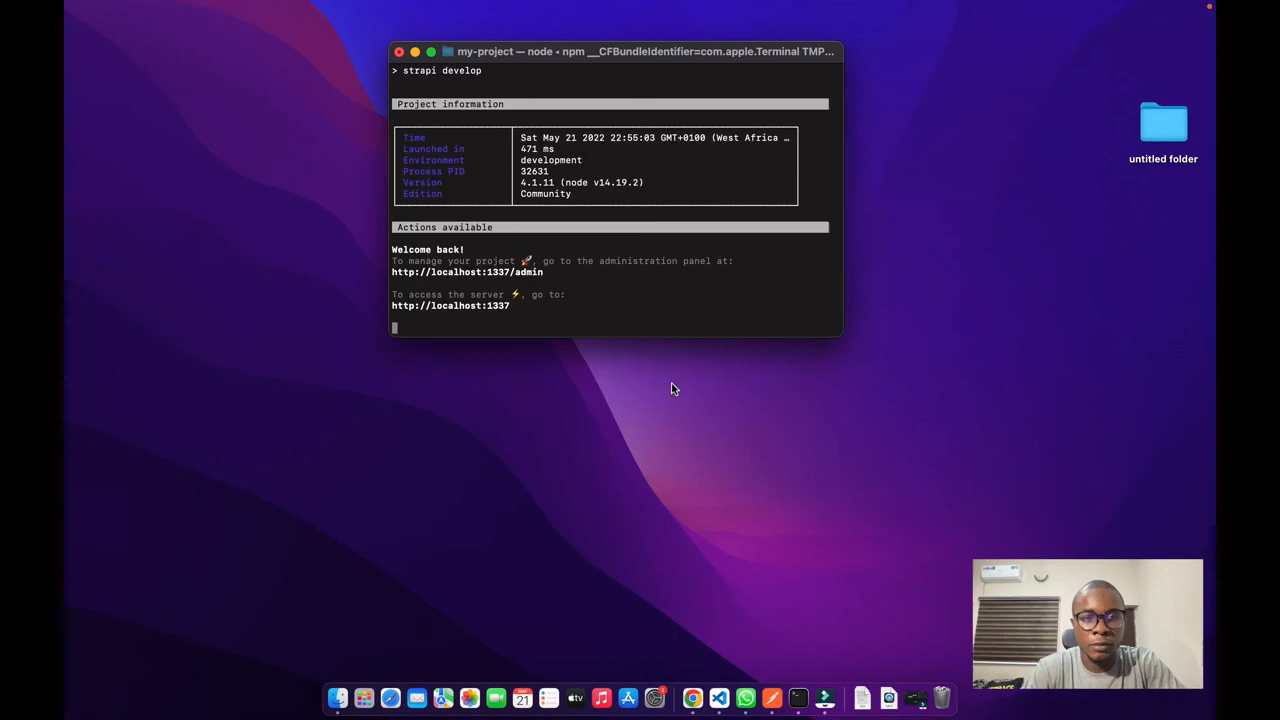 my-project — node ◂ npm __CFBundleIdentifier=com.apple.Terminal TMP...
> strapi develop
Project information
Time Sat May 21 2022 22:55:03 GMT+0100 (West Africa …
Launched in 471 ms
Environment development
Process PID 32631
Version 4.1.11 (node v14.19.2)
Edition Community
Actions available
Welcome back!
To manage your project 🚀, go to the administration panel at:
http://localhost:1337/admin
To access the server ⚡, go to:
http://localhost:1337
untitled folder
21
tv